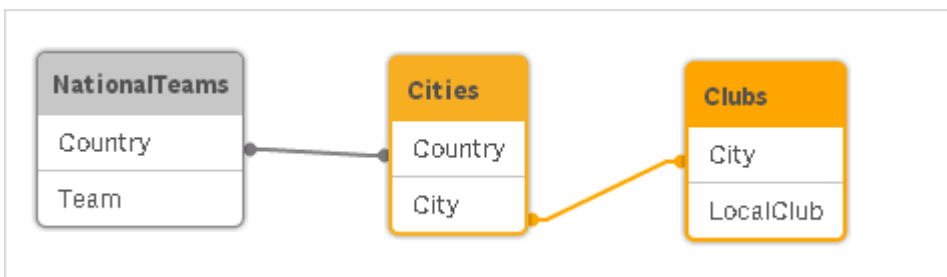 NationalTeams
Country
Team
Cities
Country
City
Clubs
City
LocalClub